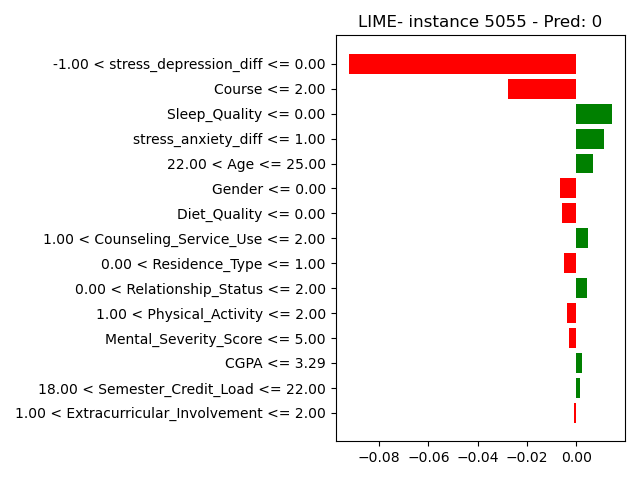 LIME- instance 5055 - Pred: 0
-1.00 < stress_depression_diff <= 0.00
Course <= 2.00
Sleep_Quality <= 0.00
stress_anxiety_diff <= 1.00
22.00 < Age <= 25.00
Gender <= 0.00
Diet_Quality <= 0.00
1.00 < Counseling_Service_Use <= 2.00
0.00 < Residence_Type <= 1.00
0.00 < Relationship_Status <= 2.00
1.00 < Physical_Activity <= 2.00
Mental_Severity_Score <= 5.00
CGPA <= 3.29
18.00 < Semester_Credit_Load <= 22.00
1.00 < Extracurricular_Involvement <= 2.00
−0.08 −0.06 −0.04 −0.02 0.00